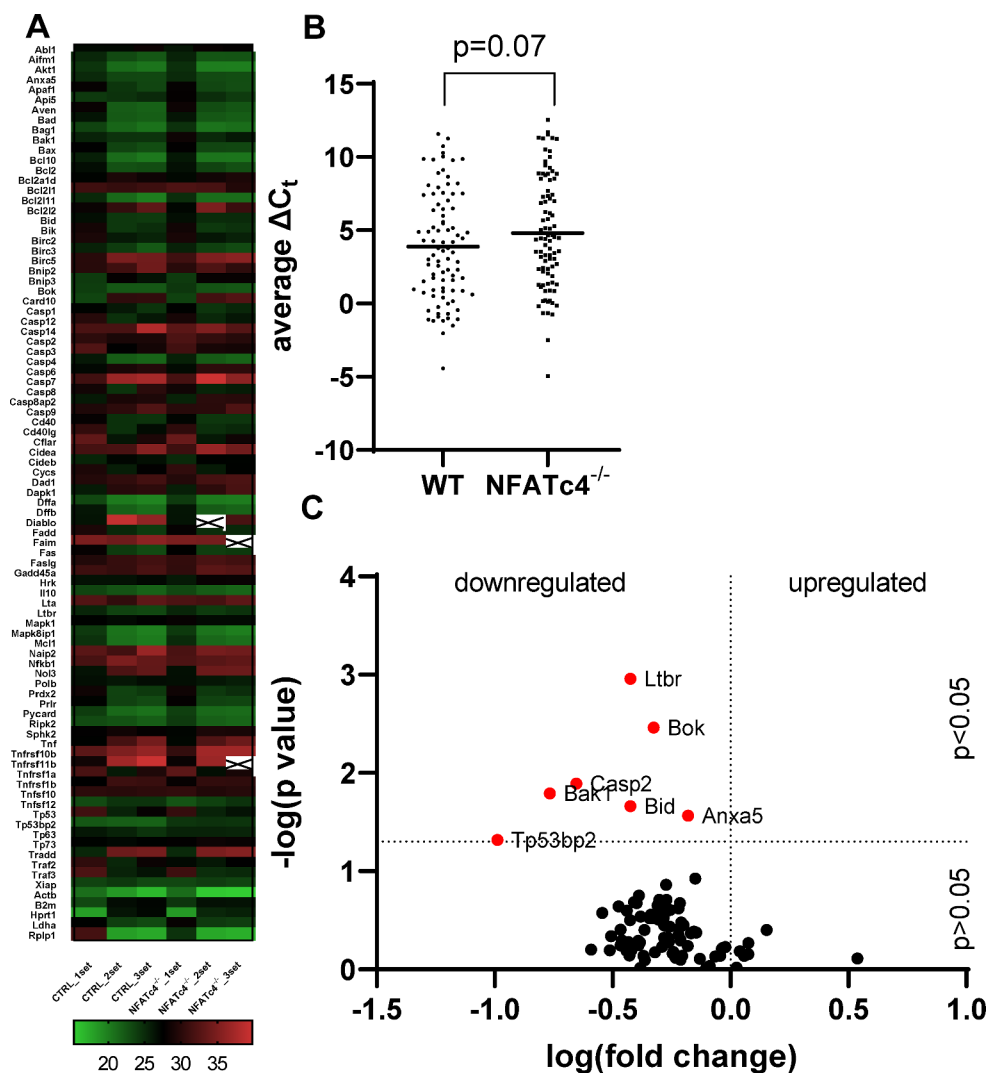 A
Abl1
Aifm1
Akt1
Anxa5
Apaf1
Api5
Aven
Bad
Bag1
Bak1
Bax
Bcl10
Bcl2
Bcl2a1d
Bcl2l1
Bcl2l11
Bcl2l2
Bid
Bik
Birc2
Birc3
Birc5
Bnip2
Bnip3
Bok
Card10
Casp1
Casp12
Casp14
Casp2
Casp3
Casp4
Casp6
Casp7
Casp8
Casp8ap2
Casp9
Cd40
Cd40lg
Cflar
Cidea
Cideb
Cycs
Dad1
Dapk1
Dffa
Dffb
Diablo
Fadd
Faim
Fas
Faslg
Gadd45a
Hrk
Il10
Lta
Ltbr
Mapk1
Mapk8ip1
Mcl1
Naip2
Nfkb1
Nol3
Polb
Prdx2
Prlr
Pycard
Ripk2
Sphk2
Tnf
Tnfrsf10b
Tnfrsf11b
Tnfrsf1a
Tnfrsf1b
Tnfsf10
Tnfsf12
Tp53
Tp53bp2
Tp63
Tp73
Tradd
Traf2
Traf3
Xiap
Actb
B2m
Hprt1
Ldha
Rplp1
CTRL_1set
CTRL_2set
CTRL_3set
NFATc4⁻/⁻_1set
NFATc4⁻/⁻_2set
NFATc4⁻/⁻_3set
20 25 30 35
B
p=0.07
average ΔCt
15
10
5
0
-5
-10
WT NFATc4⁻/⁻
C
downregulated upregulated
-log(p value)
4
3
2
1
0
Ltbr
Bok
Casp2
Bak1
Bid
Anxa5
Tp53bp2
p<0.05
p>0.05
-1.5 -1.0 -0.5 0.0 0.5 1.0
log(fold change)